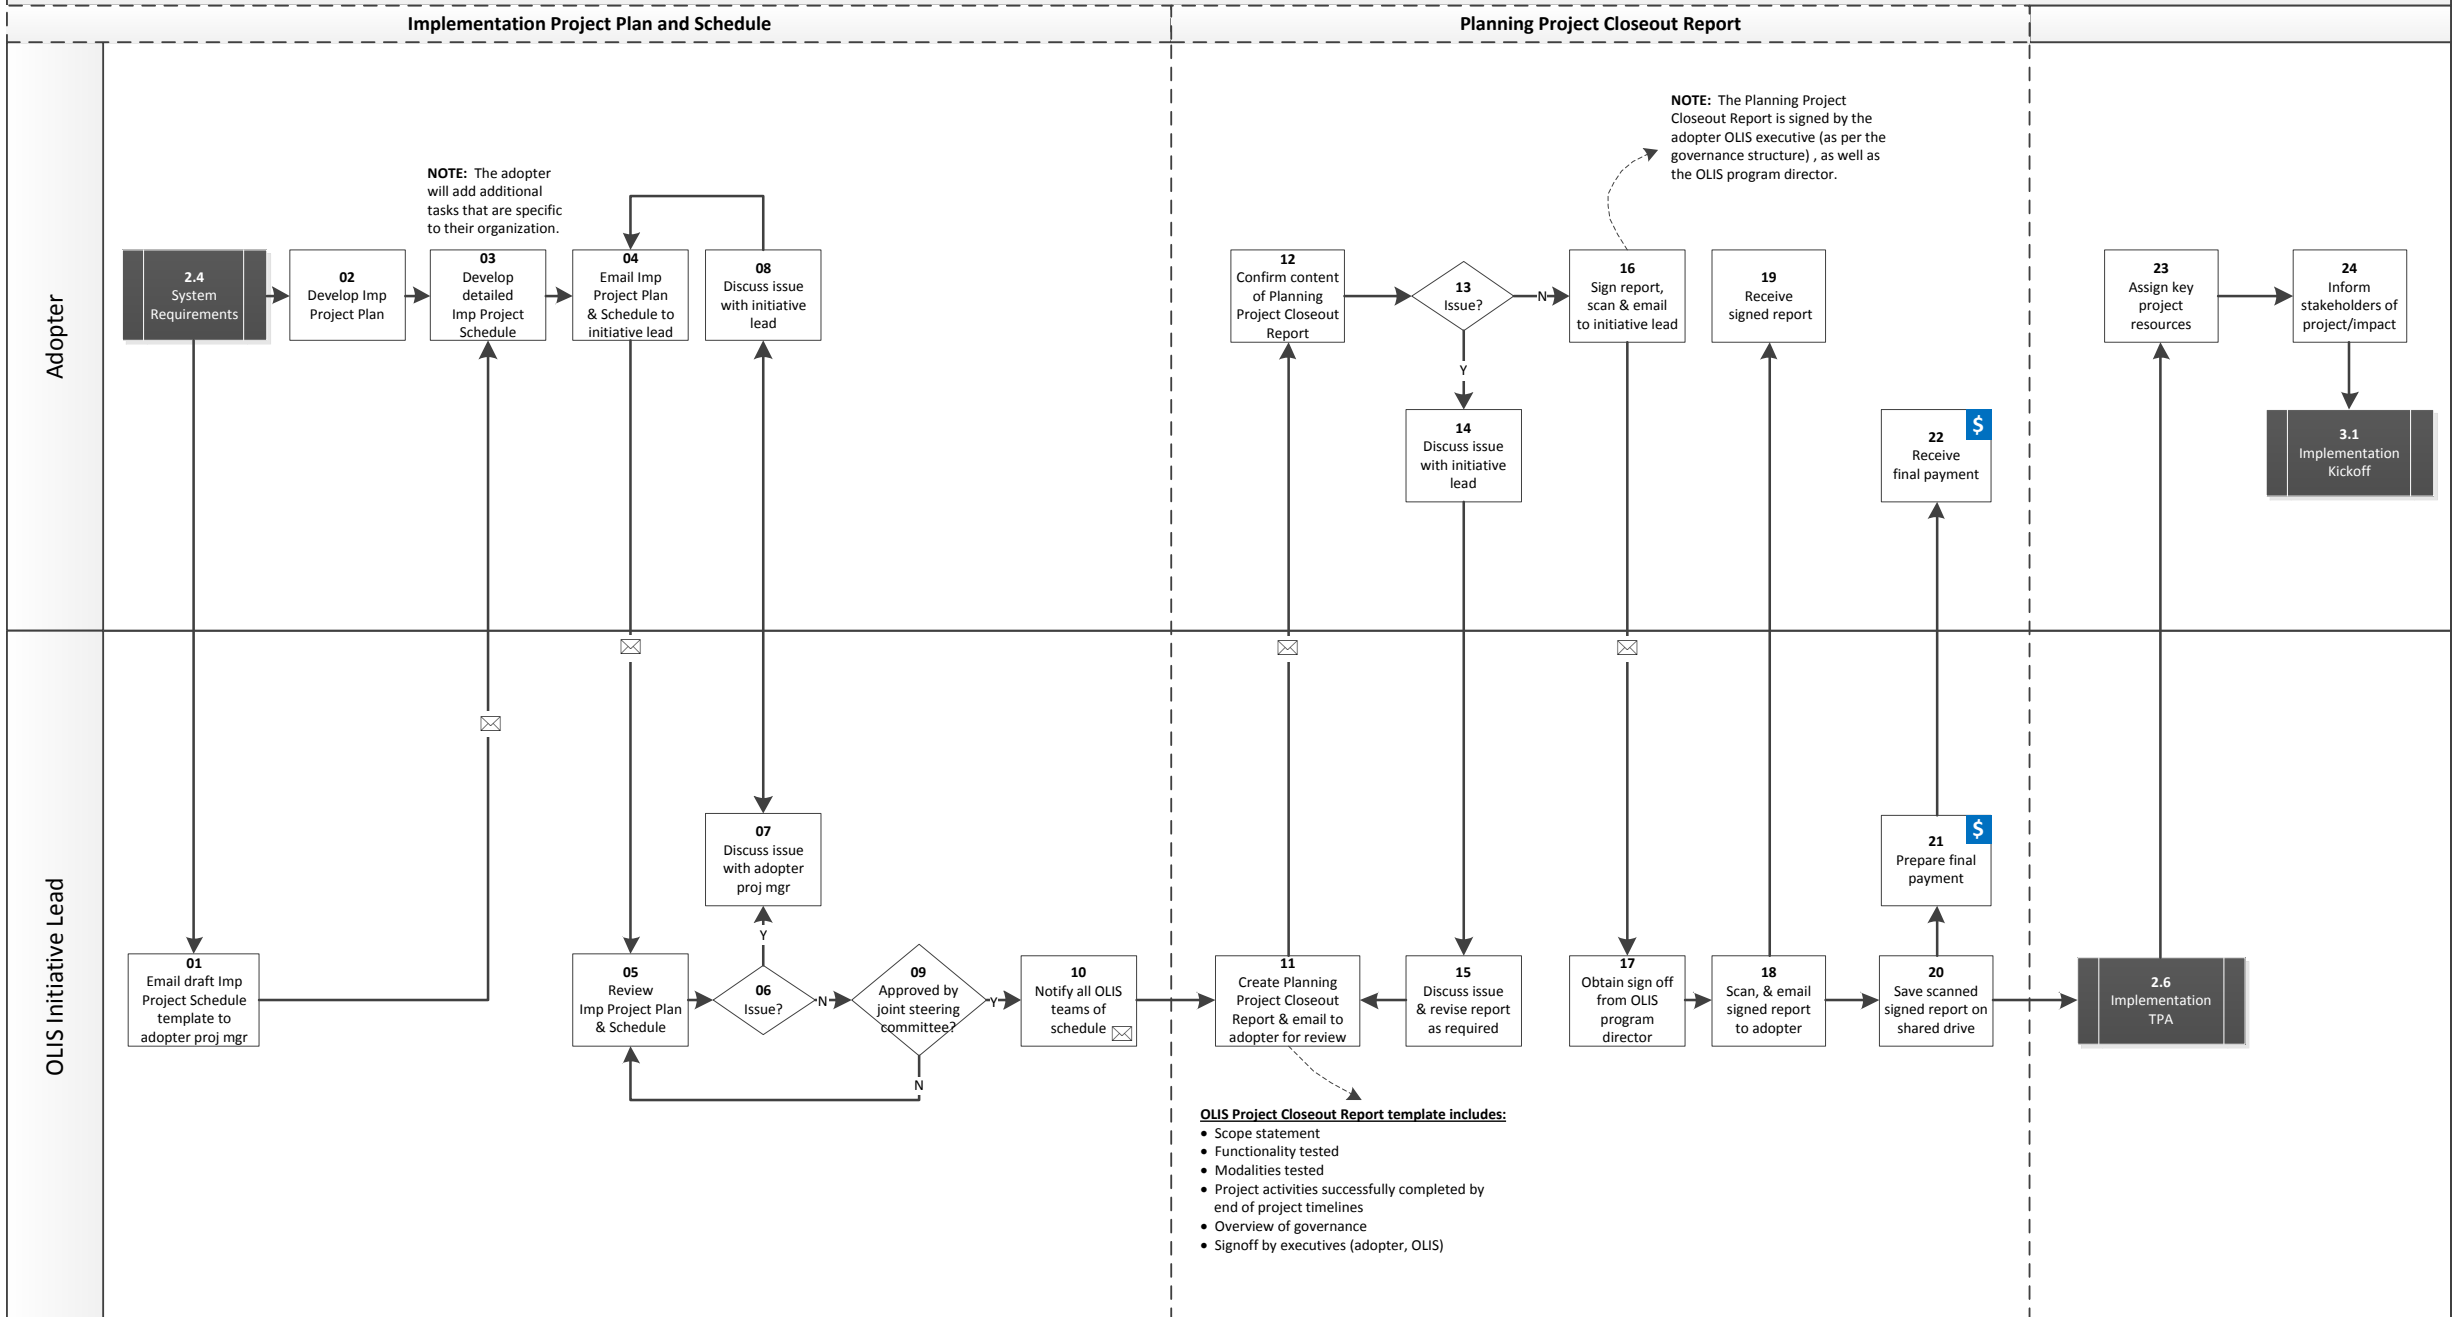 Implementation Project Plan and Schedule
Planning Project Closeout Report
Adopter
NOTE: The adopter
will add additional
tasks that are specific
to their organization.
2.4
System
Requirements
02
Develop Imp
Project Plan
03
Develop
detailed
Imp Project
Schedule
04
Email Imp
Project Plan
& Schedule to
initiative lead
08
Discuss issue
with initiative
lead
NOTE: The Planning Project
Closeout Report is signed by the
adopter OLIS executive (as per the
governance structure) , as well as
the OLIS program director.
12
Confirm content
of Planning
Project Closeout
Report
13
Issue?
N
Y
14
Discuss issue
with initiative
lead
16
Sign report,
scan & email
to initiative lead
19
Receive
signed report
22
Receive
final payment
$
23
Assign key
project
resources
24
Inform
stakeholders of
project/impact
3.1
Implementation
Kickoff
OLIS Initiative Lead
01
Email draft Imp
Project Schedule
template to
adopter proj mgr
05
Review
Imp Project Plan
& Schedule
06
Issue?
Y
N
07
Discuss issue
with adopter
proj mgr
09
Approved by
joint steering
committee?
Y
N
10
Notify all OLIS
teams of
schedule
11
Create Planning
Project Closeout
Report & email to
adopter for review
15
Discuss issue
& revise report
as required
17
Obtain sign off
from OLIS
program
director
18
Scan, & email
signed report
to adopter
20
Save scanned
signed report on
shared drive
21
Prepare final
payment
$
2.6
Implementation
TPA
OLIS Project Closeout Report template includes:
• Scope statement
• Functionality tested
• Modalities tested
• Project activities successfully completed by
end of project timelines
• Overview of governance
• Signoff by executives (adopter, OLIS)